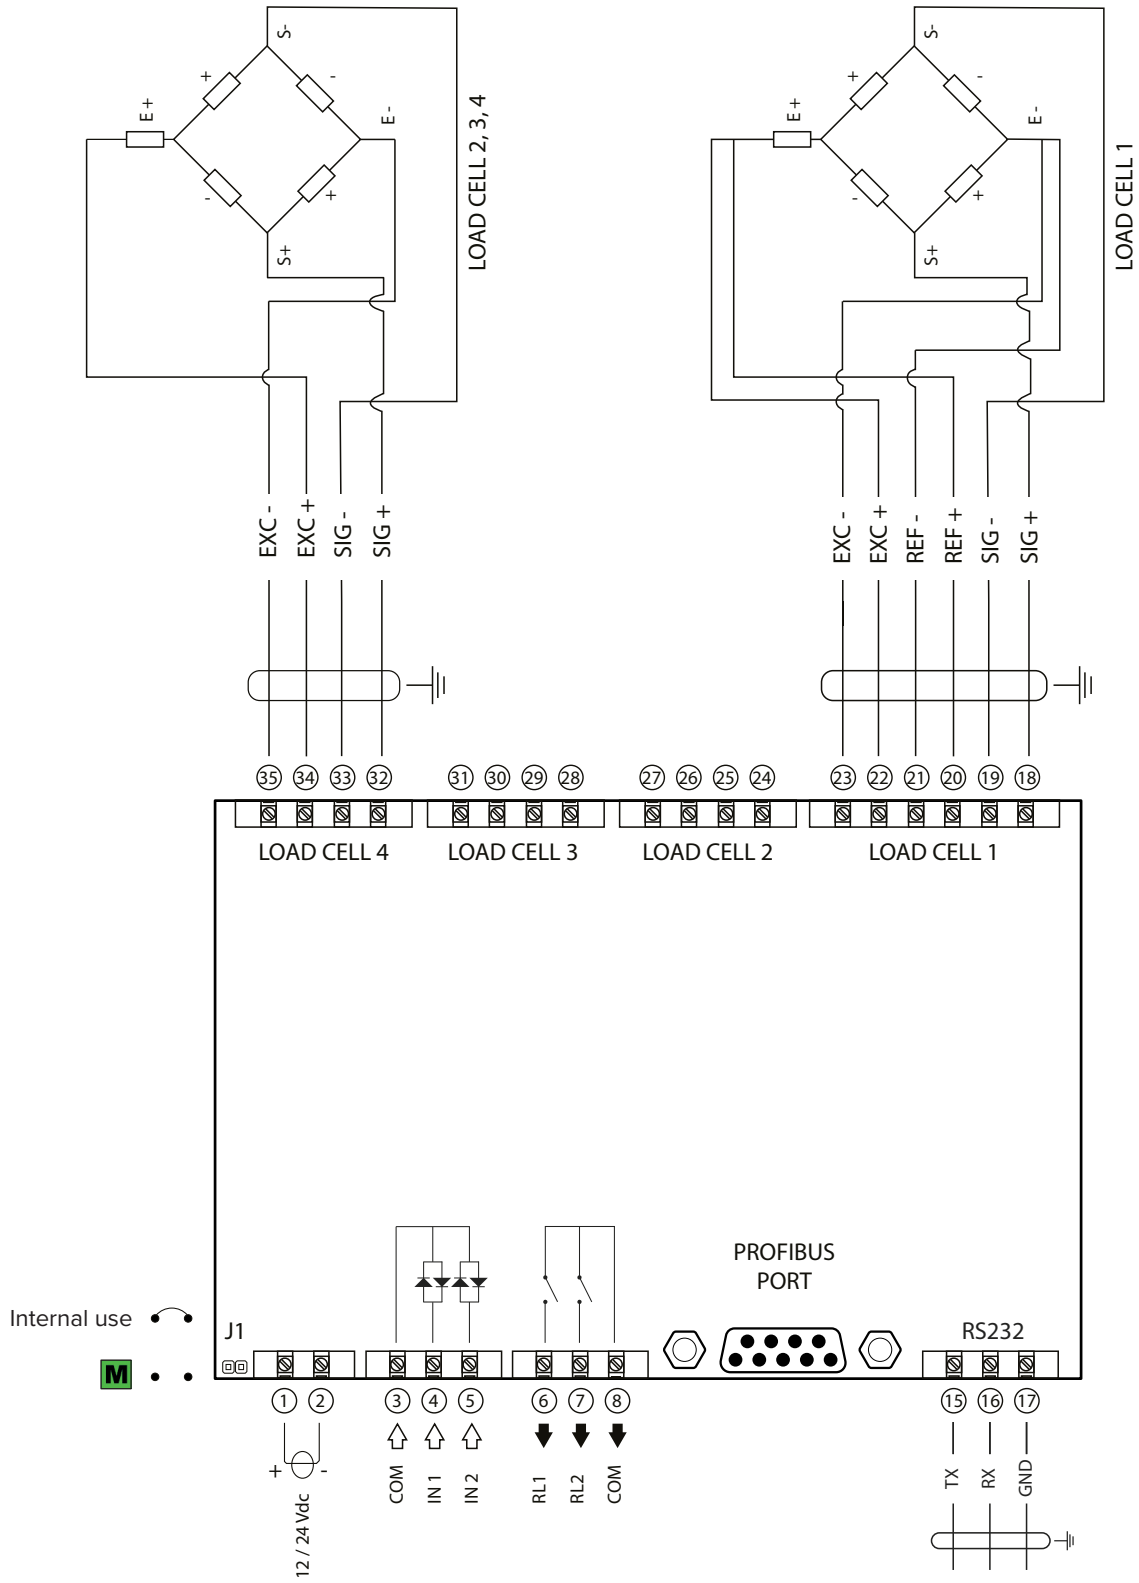 S-
+
-
E +
E -
-
+
S+
LOAD CELL 2, 3, 4
S-
+
-
E +
E -
-
+
S+
LOAD CELL 1
EXC -
EXC +
SIG -
SIG +
EXC -
EXC +
REF -
REF +
SIG -
SIG +
35 34 33 32 31 30 29 28 27 26 25 24 23 22 21 20 19 18
LOAD CELL 4
LOAD CELL 3
LOAD CELL 2
LOAD CELL 1
PROFIBUS
PORT
Internal use
J1
RS232
M
1 2 3 4 5 6 7 8 15 16 17
+ -
12 / 24 Vdc
COM
IN 1
IN 2
RL1
RL2
COM
TX
RX
GND